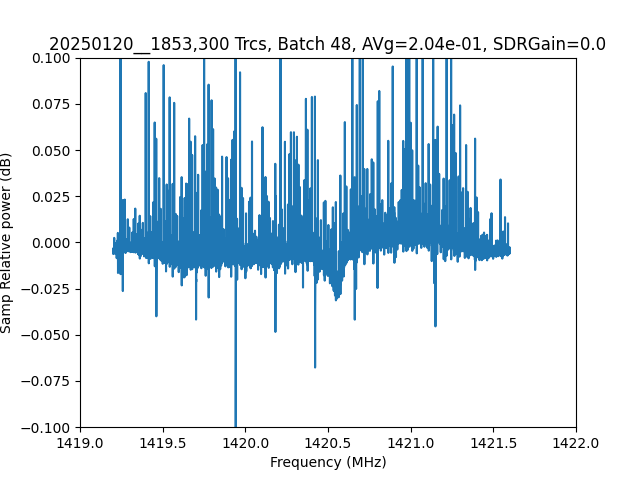 20250120__1853,300 Trcs, Batch 48, AVg=2.04e-01, SDRGain=0.0
0.100
0.075
0.050
0.025
0.000
−0.025
−0.050
−0.075
−0.100
Samp Relative power (dB)
1419.0 1419.5 1420.0 1420.5 1421.0 1421.5 1422.0
Frequency (MHz)